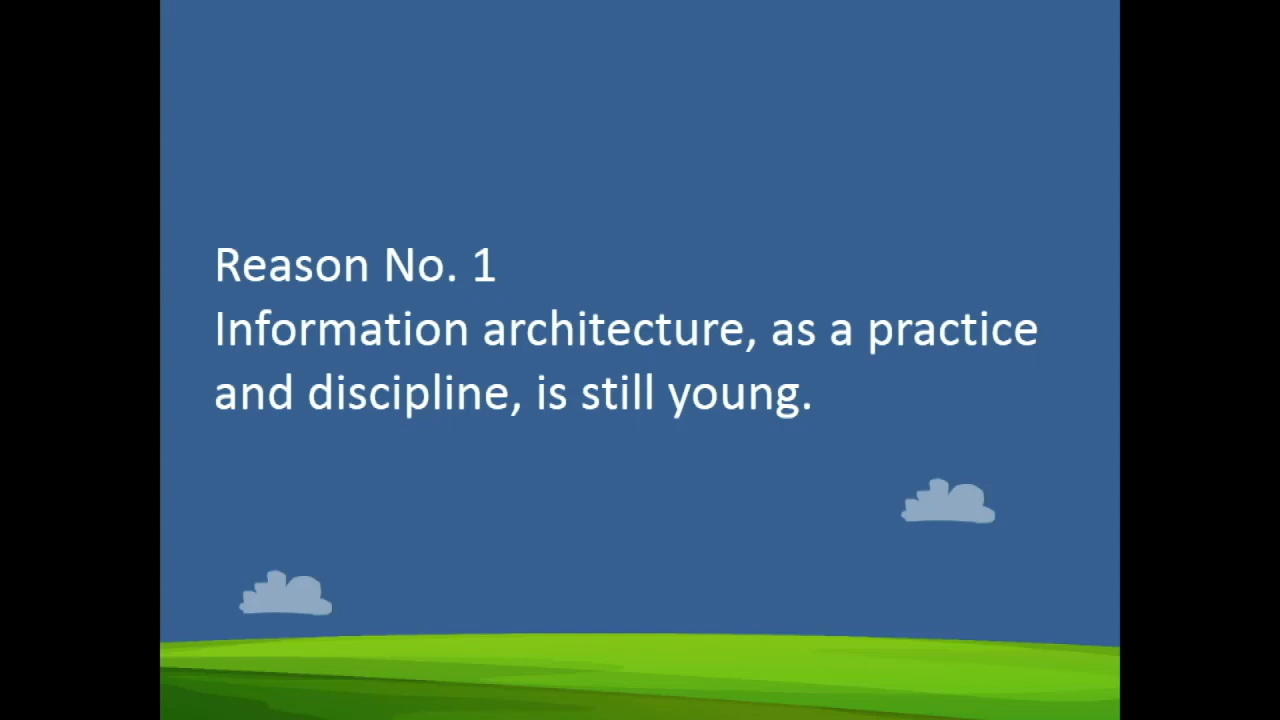 Reason No. 1
Information architecture, as a practice
and discipline, is still young.